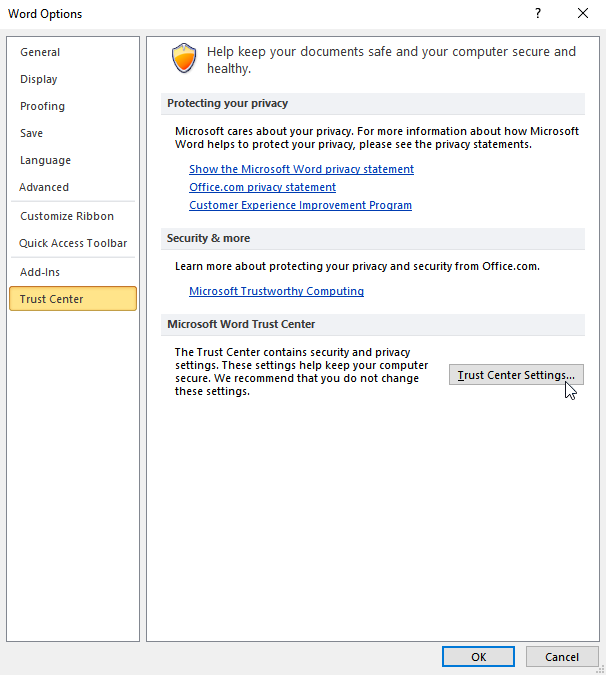 Word Options
?
General
Display
Proofing
Save
Language
Advanced
Customize Ribbon
Quick Access Toolbar
Add-Ins
Trust Center
Help keep your documents safe and your computer secure and
healthy.
Protecting your privacy
Microsoft cares about your privacy. For more information about how Microsoft
Word helps to protect your privacy, please see the privacy statements.
Show the Microsoft Word privacy statement
Office.com privacy statement
Customer Experience Improvement Program
Security & more
Learn more about protecting your privacy and security from Office.com.
Microsoft Trustworthy Computing
Microsoft Word Trust Center
The Trust Center contains security and privacy
settings. These settings help keep your computer
secure. We recommend that you do not change
these settings.
Trust Center Settings...
OK
Cancel